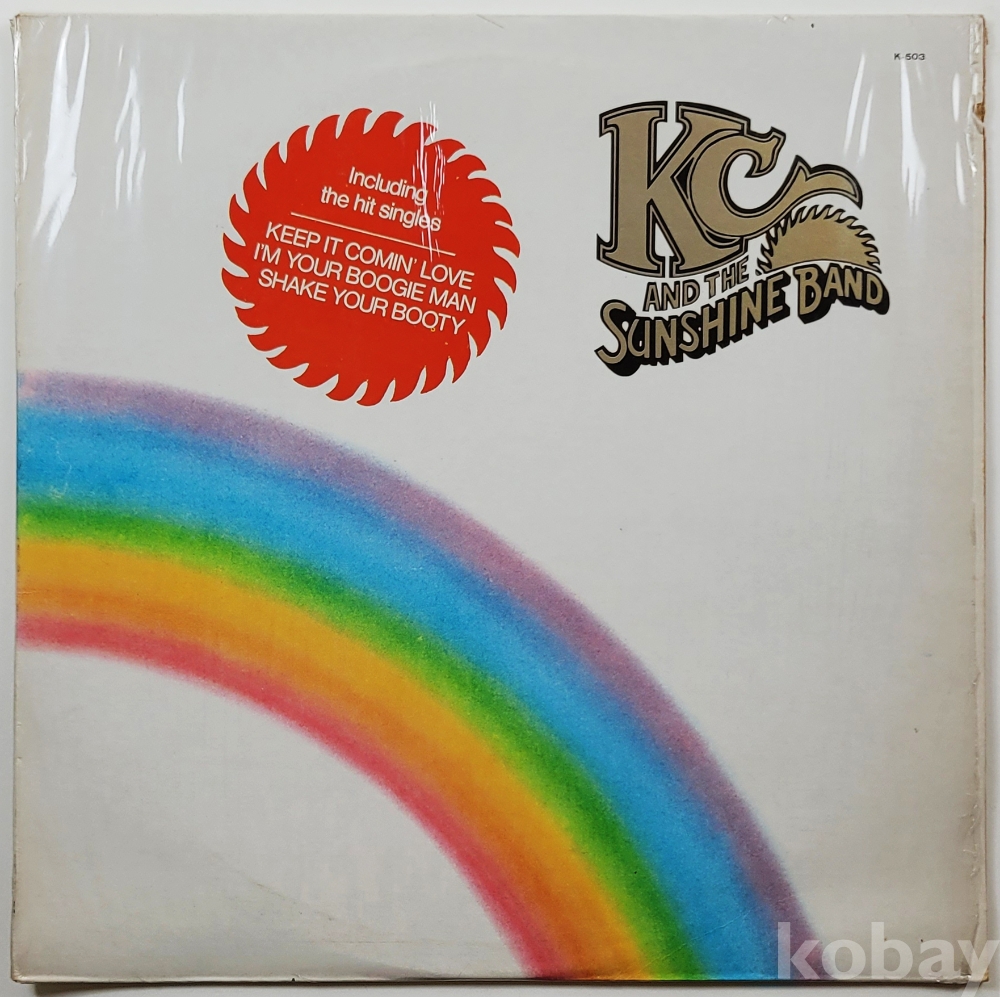 K-503
Including
the hit singles
KEEP IT COMIN' LOVE
I'M YOUR BOOGIE MAN
SHAKE YOUR BOOTY
KC
AND THE
SUNSHINE BAND
kobay